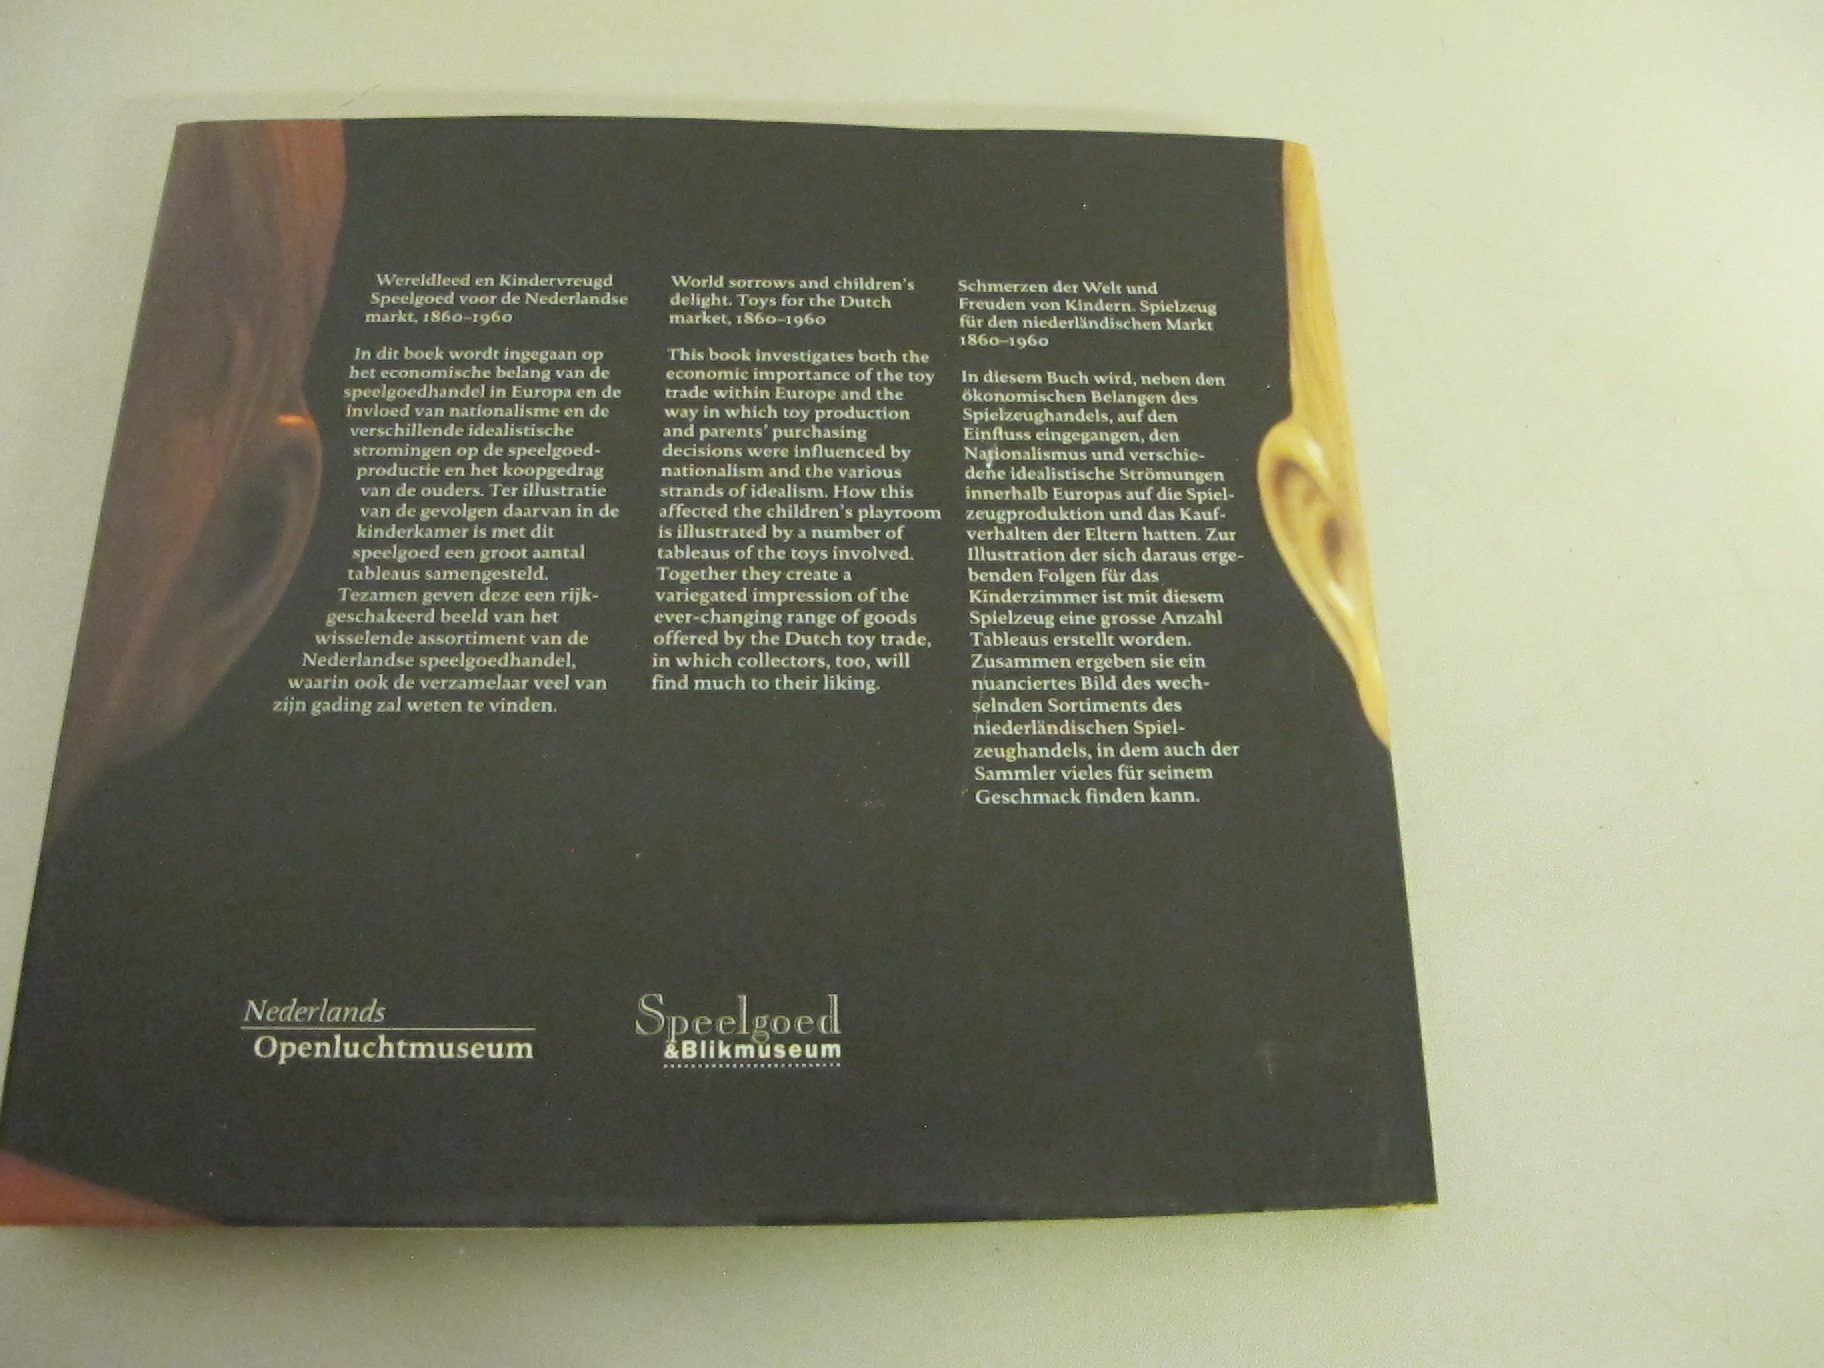 Wereldleed en Kindervreugd
Speelgoed voor de Nederlandse
markt, 1860–1960
In dit boek wordt ingegaan op
het economische belang van de
speelgoedhandel in Europa en de
invloed van nationalisme en de
verschillende idealistische
stromingen op de speelgoed-
productie en het koopgedrag
van de ouders. Ter illustratie
van de gevolgen daarvan in de
kinderkamer is met dit
speelgoed een groot aantal
tableaus samengesteld.
Tezamen geven deze een rijk-
geschakeerd beeld van het
wisselende assortiment van de
Nederlandse speelgoedhandel,
waarin ook de verzamelaar veel van
zijn gading zal weten te vinden.
World sorrows and children's
delight. Toys for the Dutch
market, 1860–1960
This book investigates both the
economic importance of the toy
trade within Europe and the
way in which toy production
and parents' purchasing
decisions were influenced by
nationalism and the various
strands of idealism. How this
affected the children's playroom
is illustrated by a number of
tableaus of the toys involved.
Together they create a
variegated impression of the
ever-changing range of goods
offered by the Dutch toy trade,
in which collectors, too, will
find much to their liking.
Schmerzen der Welt und
Freuden von Kindern. Spielzeug
für den niederländischen Markt
1860–1960
In diesem Buch wird, neben den
ökonomischen Belangen des
Spielzeughandels, auf den
Einfluss eingegangen, den
Nationalismus und verschie-
dene idealistische Strömungen
innerhalb Europas auf die Spiel-
zeugproduktion und das Kauf-
verhalten der Eltern hatten. Zur
Illustration der sich daraus erge-
benden Folgen für das
Kinderzimmer ist mit diesem
Spielzeug eine grosse Anzahl
Tableaus erstellt worden.
Zusammen ergeben sie ein
nuanciertes Bild des wech-
selnden Sortiments des
niederländischen Spiel-
zeughandels, in dem auch der
Sammler vieles für seinem
Geschmack finden kann.
Nederlands
Openluchtmuseum
Speelgoed
&Blikmuseum